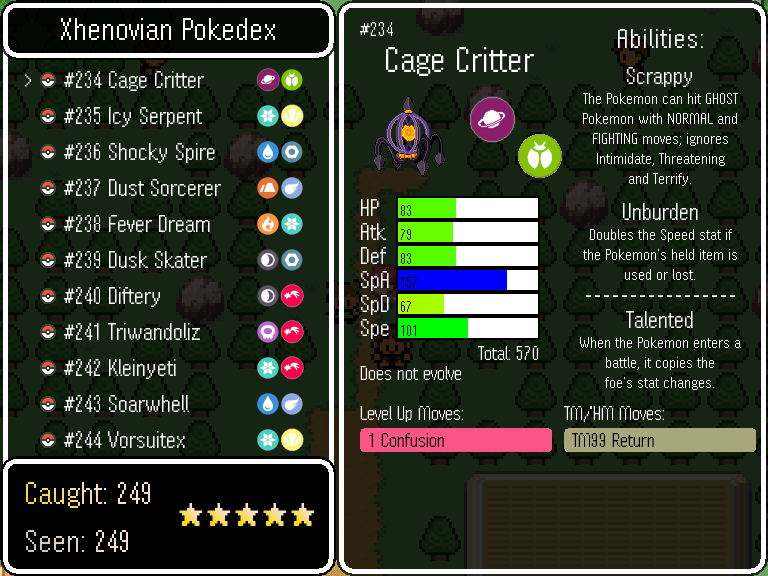 Xhenovian Pokedex
> #234 Cage Critter
#235 Icy Serpent
#236 Shocky Spire
#237 Dust Sorcerer
#238 Fever Dream
#239 Dusk Skater
#240 Diftery
#241 Triwandoliz
#242 Kleinyeti
#243 Soarwhell
#244 Vorsuitex
Caught: 249
Seen: 249
#234
Cage Critter
HP 83
Atk 79
Def 83
SpA 157
SpD 67
Spe 101
Total: 570
Does not evolve
Abilities:
Scrappy
The Pokemon can hit GHOST
Pokemon with NORMAL and
FIGHTING moves; ignores
Intimidate, Threatening
and Terrify.
Unburden
Doubles the Speed stat if
the Pokemon's held item is
used or lost.
Talented
When the Pokemon enters a
battle, it copies the
foe's stat changes.
Level Up Moves:
1 Confusion
TM/HM Moves:
TM99 Return